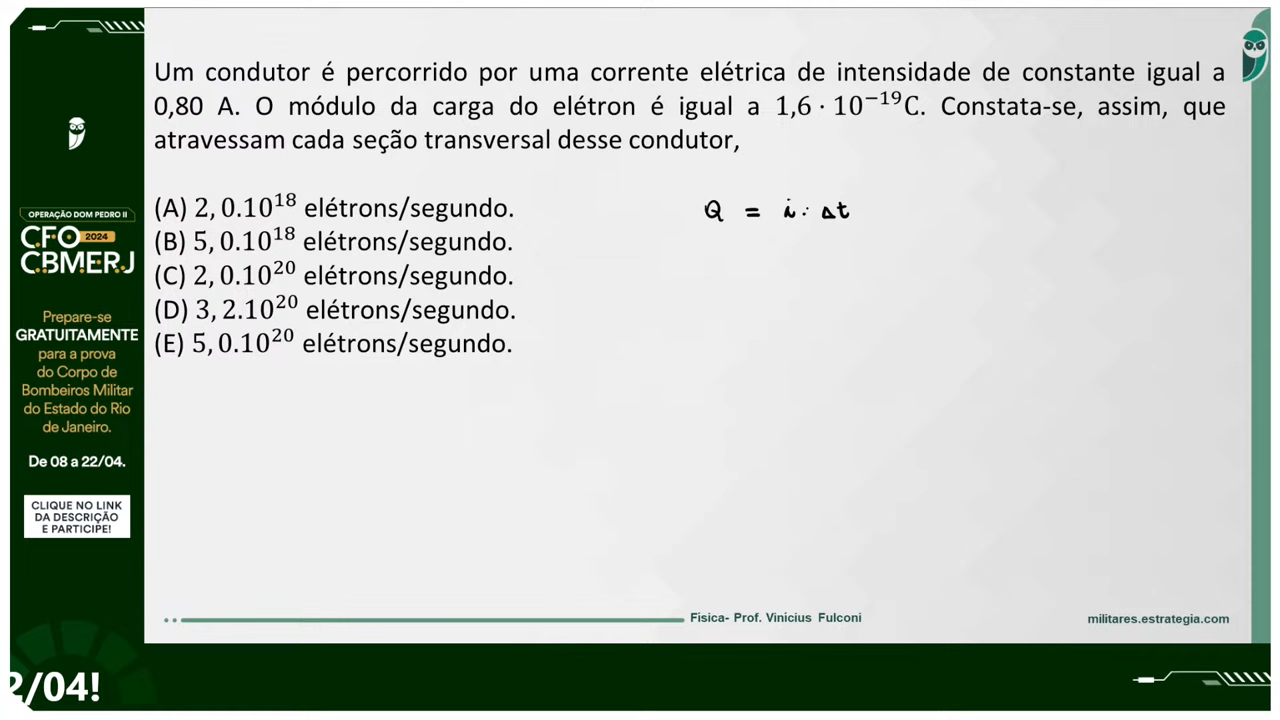 Um condutor é percorrido por uma corrente elétrica de intensidade de constante igual a
0,80 A. O módulo da carga do elétron é igual a 1,6 · 10⁻¹⁹C. Constata-se, assim, que
atravessam cada seção transversal desse condutor,
(A) 2,0.10¹⁸ elétrons/segundo.
(B) 5,0.10¹⁸ elétrons/segundo.
(C) 2,0.10²⁰ elétrons/segundo.
(D) 3,2.10²⁰ elétrons/segundo.
(E) 5,0.10²⁰ elétrons/segundo.
Q = i · Δt
OPERAÇÃO DOM PEDRO II
CFO 2024
CBMERJ
Prepare-se
GRATUITAMENTE
para a prova
do Corpo de
Bombeiros Militar
do Estado do Rio
de Janeiro.
De 08 a 22/04.
CLIQUE NO LINK
DA DESCRIÇÃO
E PARTICIPE!
Física- Prof. Vinícius Fulconi
militares.estrategia.com
2/04!